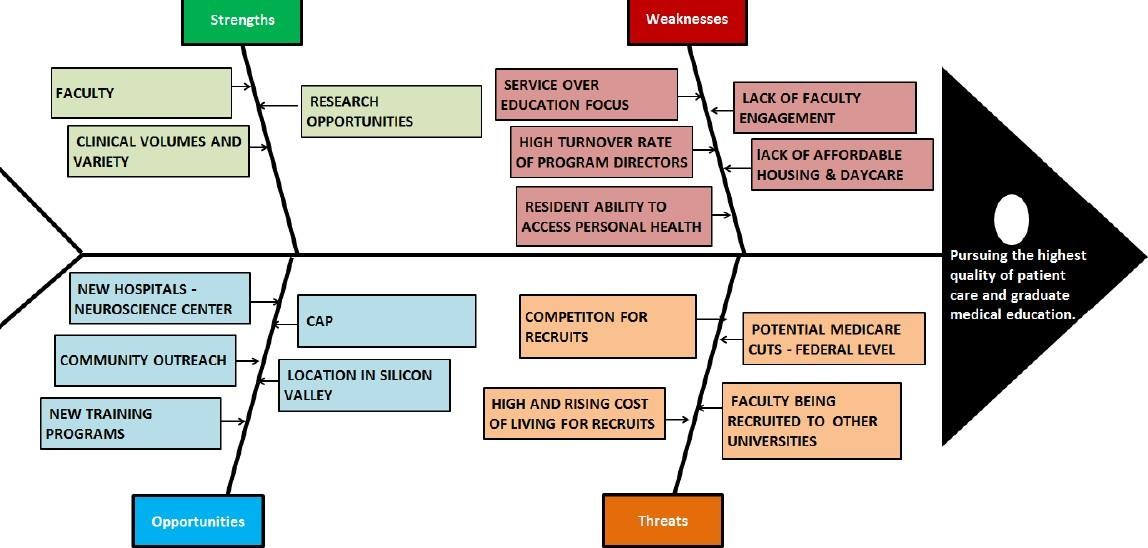 Strengths
Weaknesses
FACULTY
RESEARCH
OPPORTUNITIES
CLINICAL VOLUMES AND
VARIETY
SERVICE OVER
EDUCATION FOCUS
LACK OF FACULTY
ENGAGEMENT
HIGH TURNOVER RATE
OF PROGRAM DIRECTORS
lACK OF AFFORDABLE
HOUSING & DAYCARE
RESIDENT ABILITY TO
ACCESS PERSONAL HEALTH
Pursuing the highest
quality of patient
care and graduate
medical education.
NEW HOSPITALS -
NEUROSCIENCE CENTER
CAP
COMMUNITY OUTREACH
LOCATION IN SILICON
VALLEY
NEW TRAINING
PROGRAMS
COMPETITON FOR
RECRUITS
POTENTIAL MEDICARE
CUTS - FEDERAL LEVEL
HIGH AND RISING COST
OF LIVING FOR RECRUITS
FACULTY BEING
RECRUITED TO OTHER
UNIVERSITIES
Opportunities
Threats